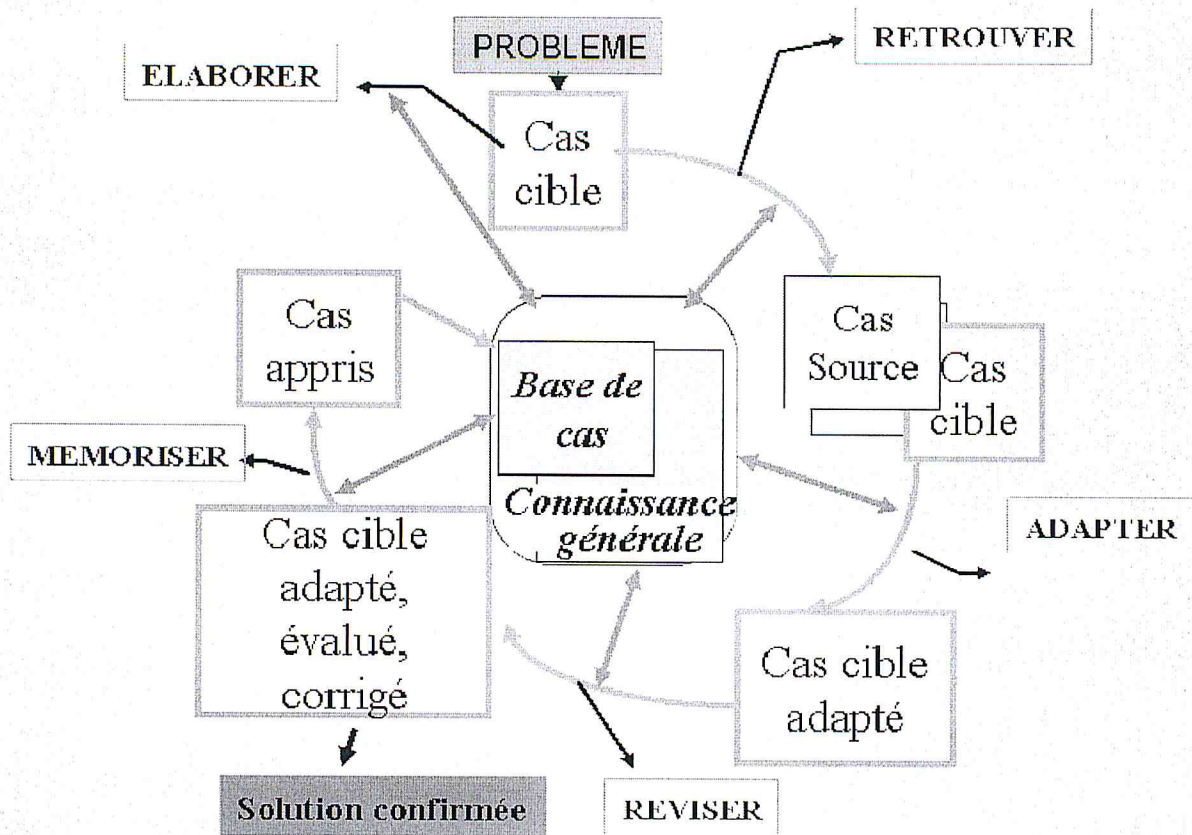 PROBLEME
RETROUVER
ELABORER
Cas
cible
Cas
appris
Cas
Source
Cas
cible
Base de
cas
Connaissance
générale
MEMORISER
ADAPTER
Cas cible
adapté,
évalué,
corrigé
Cas cible
adapté
Solution confirmée
REVISER